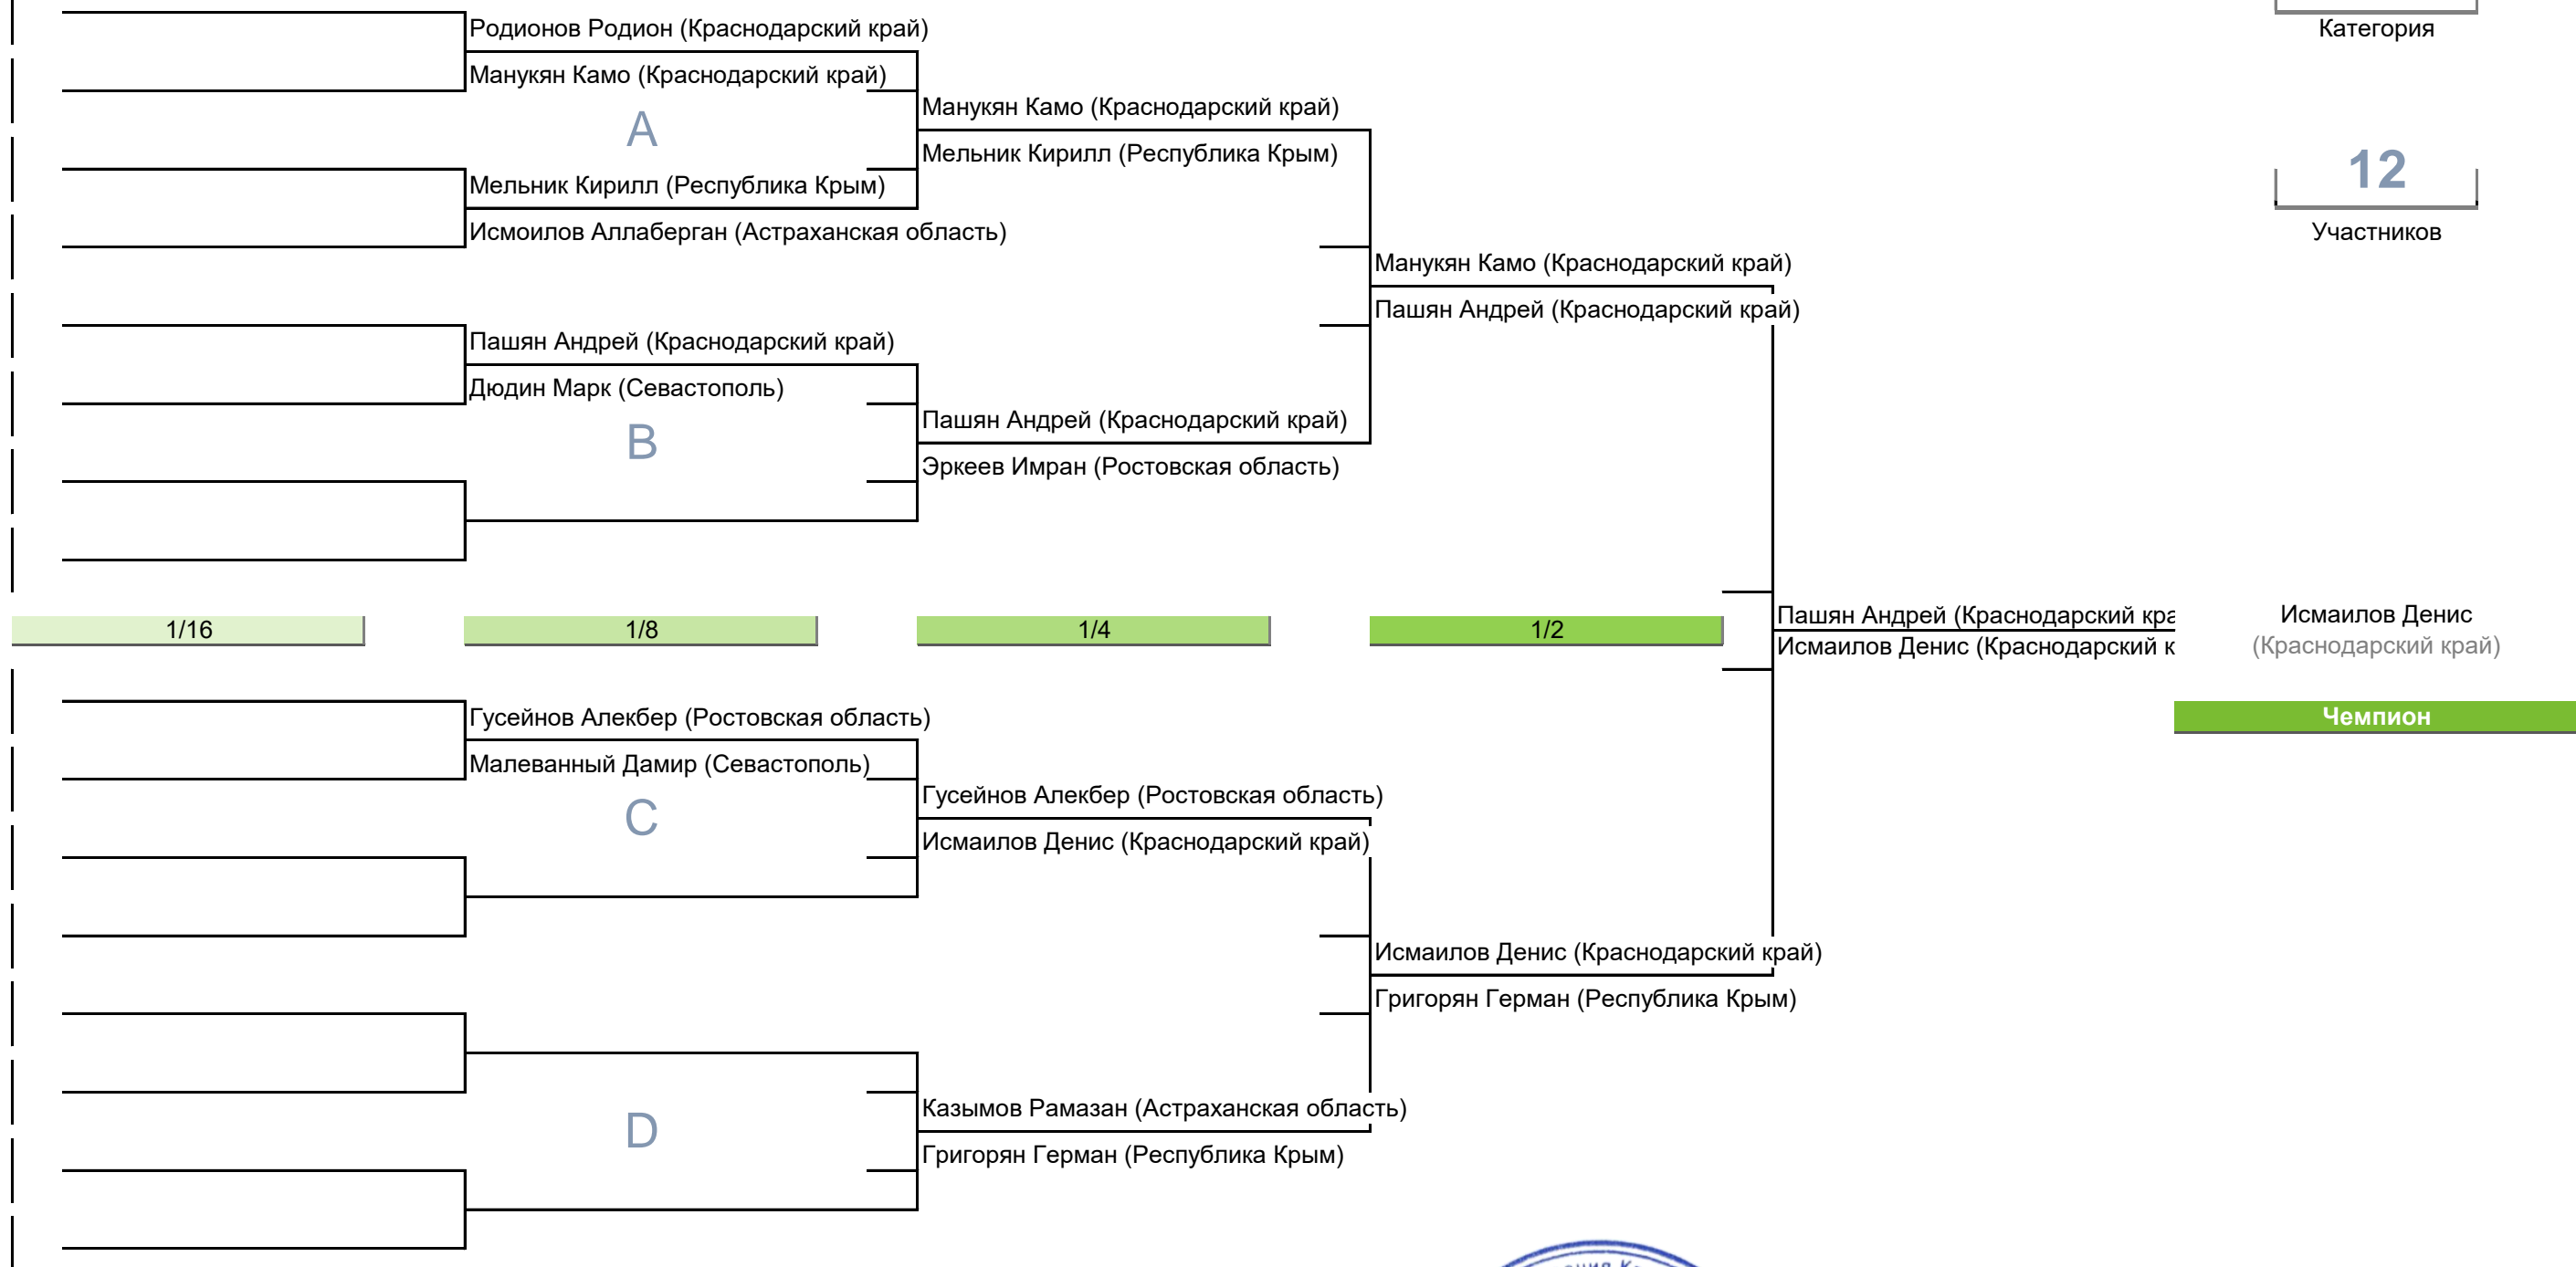 Родионов Родион (Краснодарский край)
Манукян Камо (Краснодарский край)
A
Мельник Кирилл (Республика Крым)
Исмоилов Аллаберган (Астраханская область)
Пашян Андрей (Краснодарский край)
Дюдин Марк (Севастополь)
B
Манукян Камо (Краснодарский край)
Мельник Кирилл (Республика Крым)
Пашян Андрей (Краснодарский край)
Эркеев Имран (Ростовская область)
Манукян Камо (Краснодарский край)
Пашян Андрей (Краснодарский край)
Категория
12
Участников
1/16
1/8
1/4
1/2
Пашян Андрей (Краснодарский кра
Исмаилов Денис (Краснодарский к
Исмаилов Денис
(Краснодарский край)
Чемпион
Гусейнов Алекбер (Ростовская область)
Малеванный Дамир (Севастополь)
C
D
Гусейнов Алекбер (Ростовская область)
Исмаилов Денис (Краснодарский край)
Казымов Рамазан (Астраханская область)
Григорян Герман (Республика Крым)
Исмаилов Денис (Краснодарский край)
Григорян Герман (Республика Крым)